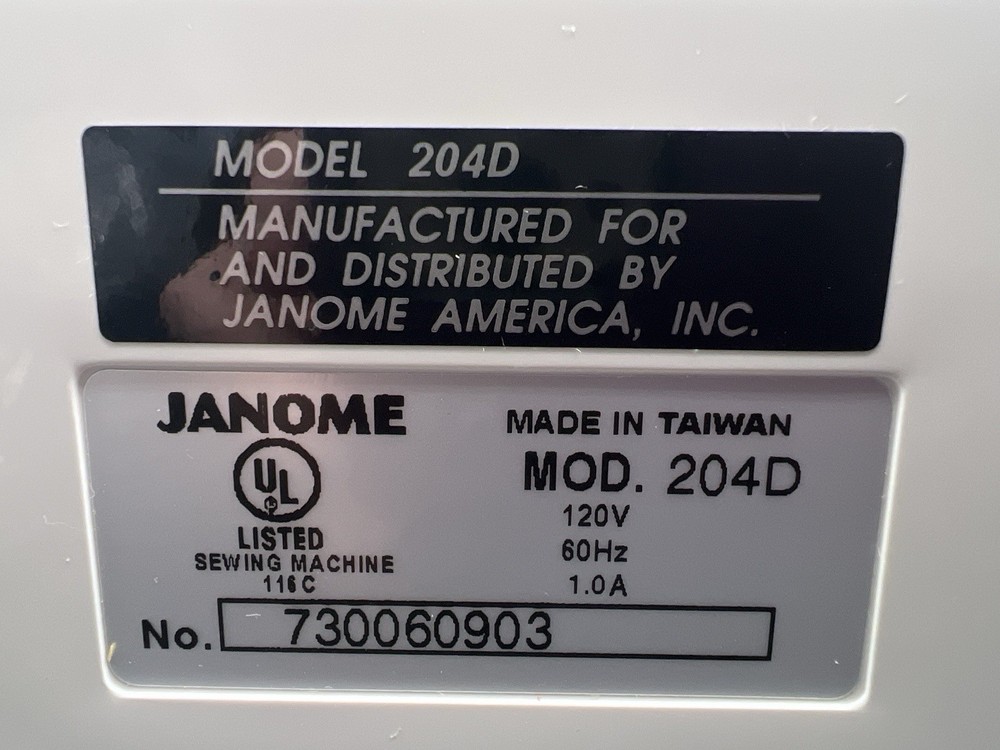 MODEL 204D
MANUFACTURED FOR
AND DISTRIBUTED BY
JANOME AMERICA, INC.
JANOME
UL
LISTED
SEWING MACHINE
116C
MADE IN TAIWAN
MOD. 204D
120V
60Hz
1.0A
No. 730060903